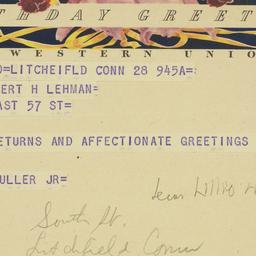 THDAY GREET
WESTERN UNIO
O=LITCHEIFLD CONN 28 945A=:
ERT H LEHMAN=
AST 57 ST=
ETURNS AND AFFECTIONATE GREETINGS
ULLER JR=
South St.
Litchfield Conn